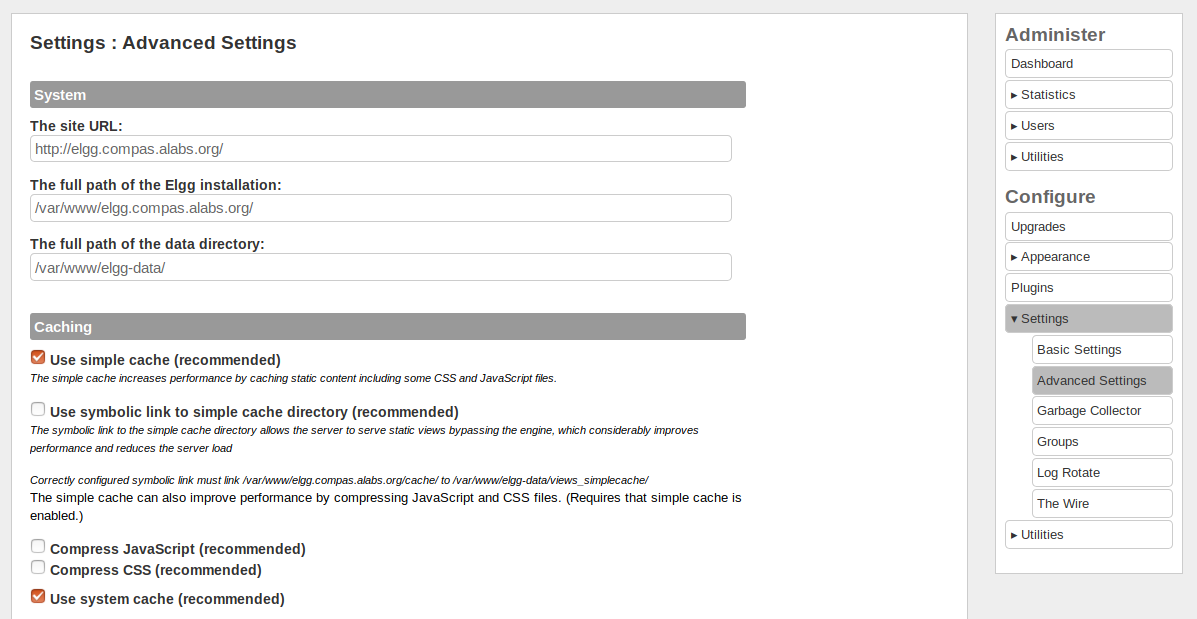 Settings : Advanced Settings
System
The site URL:
http://elgg.compas.alabs.org/
The full path of the Elgg installation:
/var/www/elgg.compas.alabs.org/
The full path of the data directory:
/var/www/elgg-data/
Caching
Use simple cache (recommended)
The simple cache increases performance by caching static content including some CSS and JavaScript files.
Use symbolic link to simple cache directory (recommended)
The symbolic link to the simple cache directory allows the server to serve static views bypassing the engine, which considerably improves
performance and reduces the server load
Correctly configured symbolic link must link /var/www/elgg.compas.alabs.org/cache/ to /var/www/elgg-data/views_simplecache/
The simple cache can also improve performance by compressing JavaScript and CSS files. (Requires that simple cache is
enabled.)
Compress JavaScript (recommended)
Compress CSS (recommended)
Use system cache (recommended)
Administer
Dashboard
▸ Statistics
▸ Users
▸ Utilities
Configure
Upgrades
▸ Appearance
Plugins
▾ Settings
Basic Settings
Advanced Settings
Garbage Collector
Groups
Log Rotate
The Wire
▸ Utilities